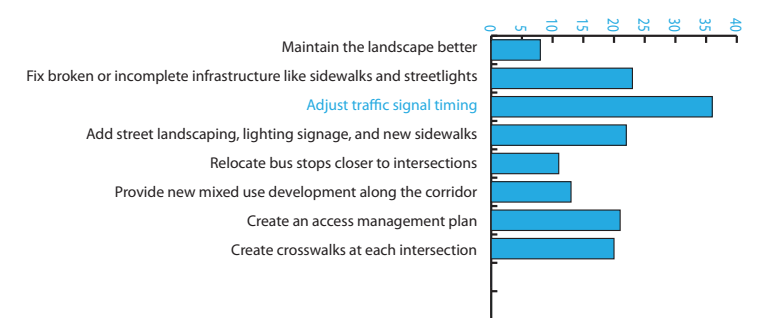 0 5 10 15 20 25 30 35 40
Maintain the landscape better
Fix broken or incomplete infrastructure like sidewalks and streetlights
Adjust traffic signal timing
Add street landscaping, lighting signage, and new sidewalks
Relocate bus stops closer to intersections
Provide new mixed use development along the corridor
Create an access management plan
Create crosswalks at each intersection